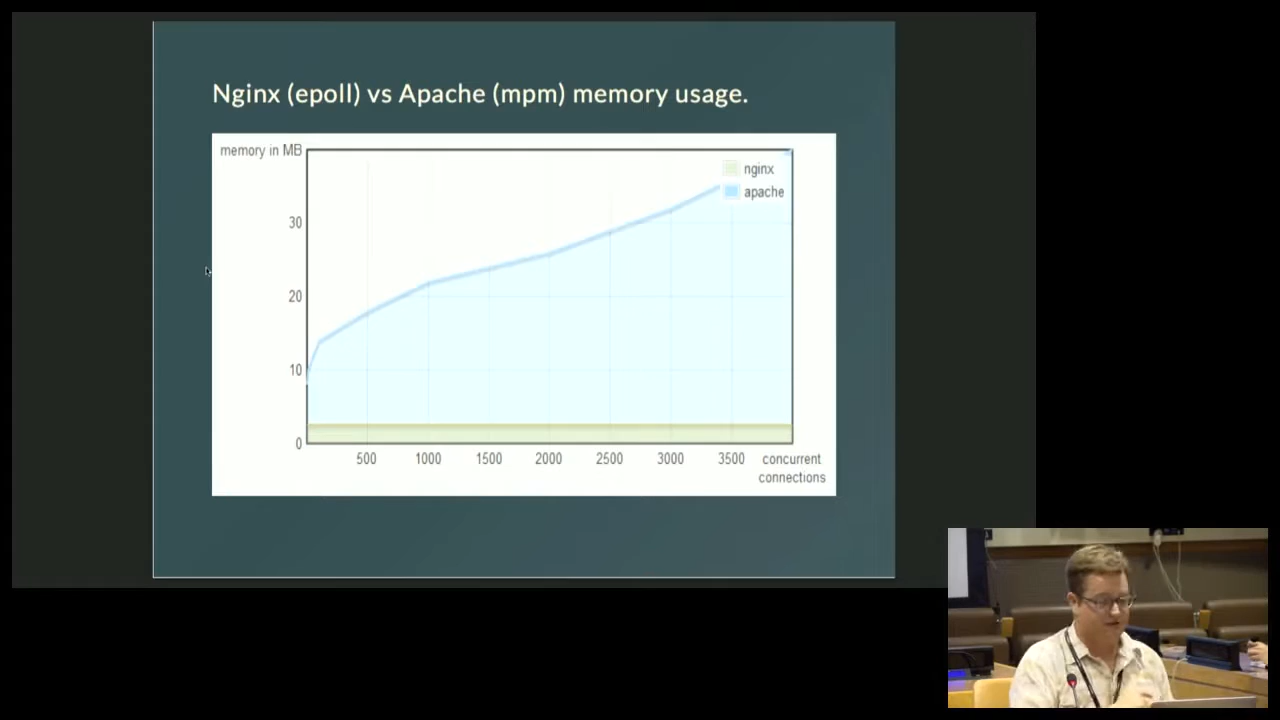 Nginx (epoll) vs Apache (mpm) memory usage.
memory in MB
nginx
apache
30
20
10
0
500 1000 1500 2000 2500 3000 3500 concurrent
connections